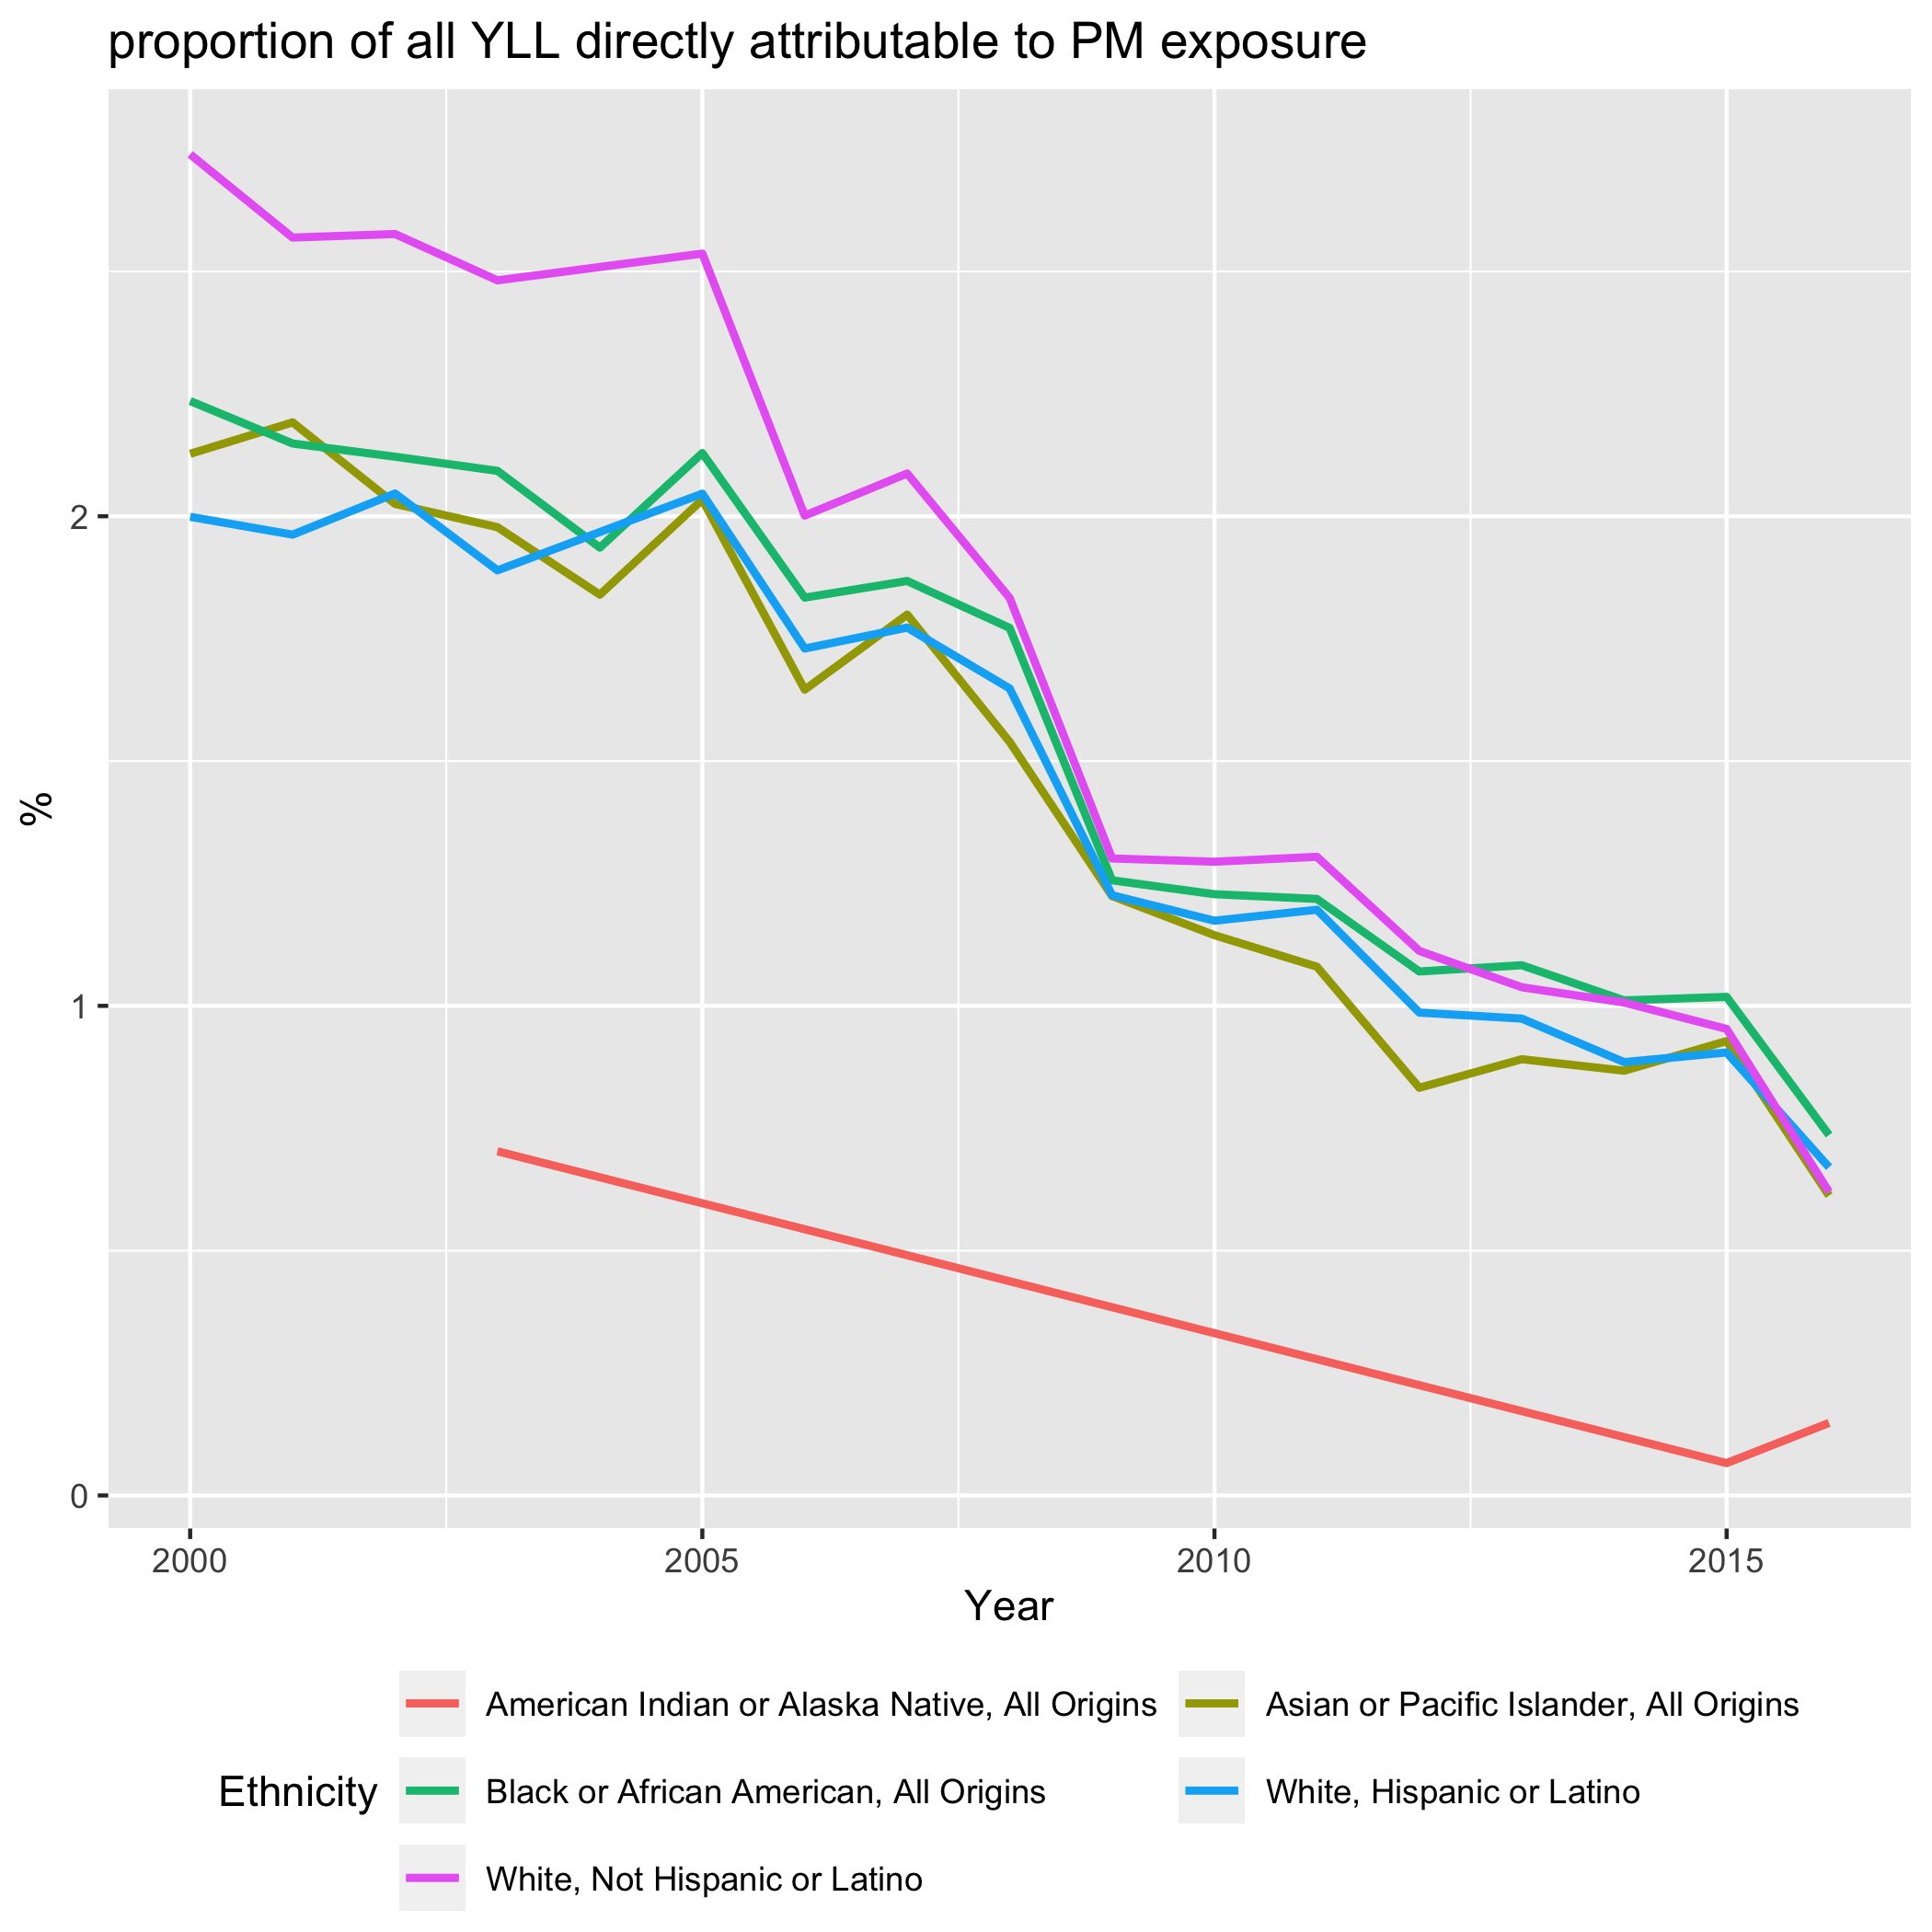 proportion of all YLL directly attributable to PM exposure
%
2
1
0
2000 2005 2010 2015
Year
Ethnicity
American Indian or Alaska Native, All Origins
Asian or Pacific Islander, All Origins
Black or African American, All Origins
White, Hispanic or Latino
White, Not Hispanic or Latino